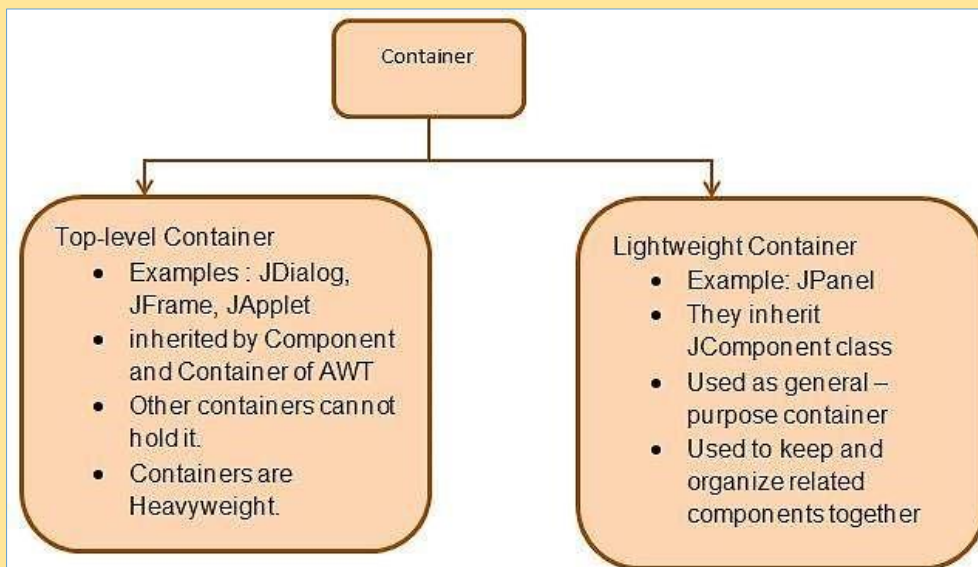 Container
Top-level Container
• Examples : JDialog,
JFrame, JApplet
• inherited by Component
and Container of AWT
• Other containers cannot
hold it.
• Containers are
Heavyweight.
Lightweight Container
• Example: JPanel
• They inherit
JComponent class
• Used as general –
purpose container
• Used to keep and
organize related
components together